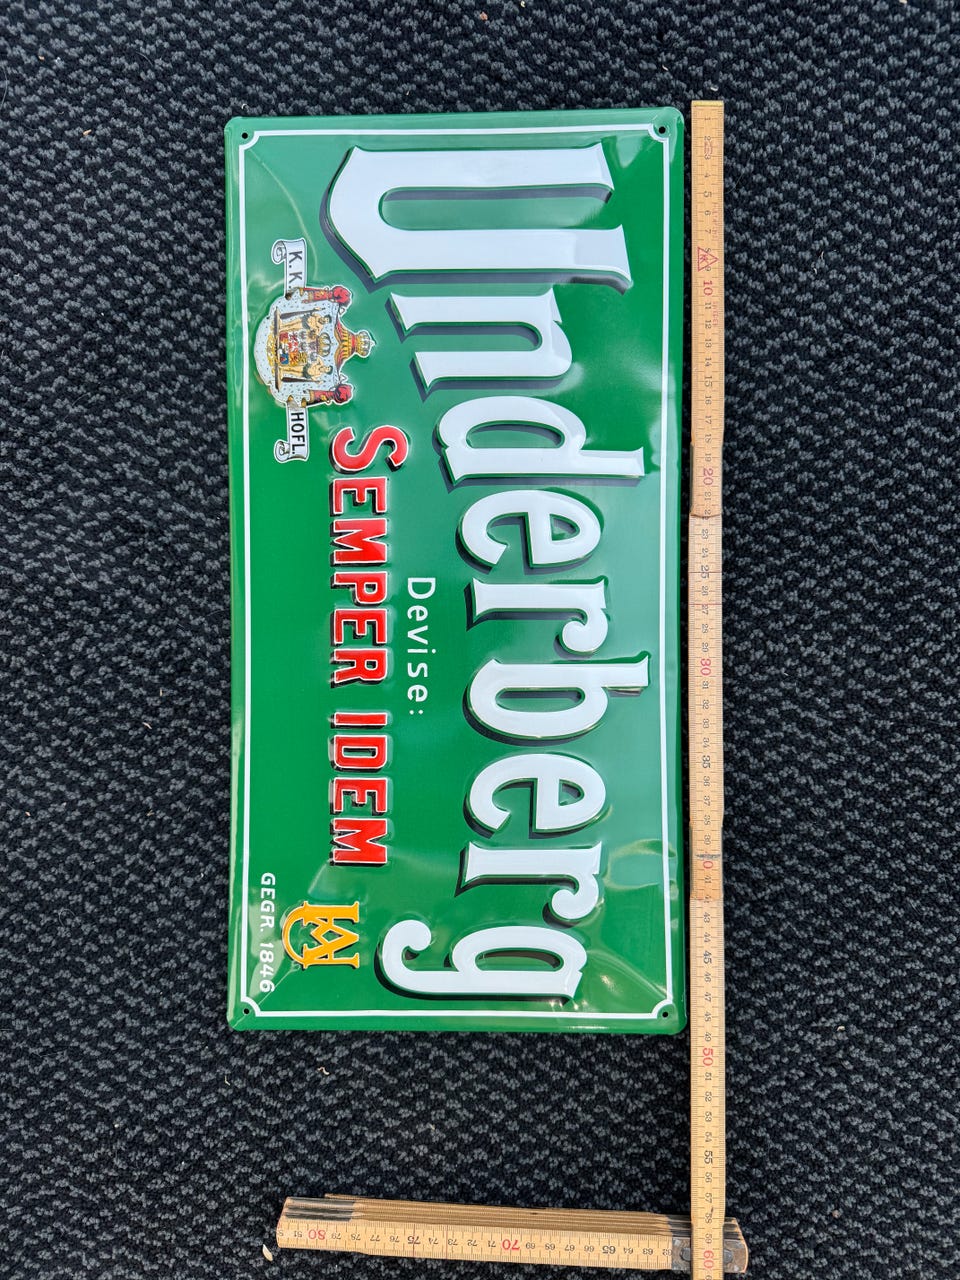 Underberg
Devise:
SEMPER IDEM
K. K. HOFL.
GEGR. 1846